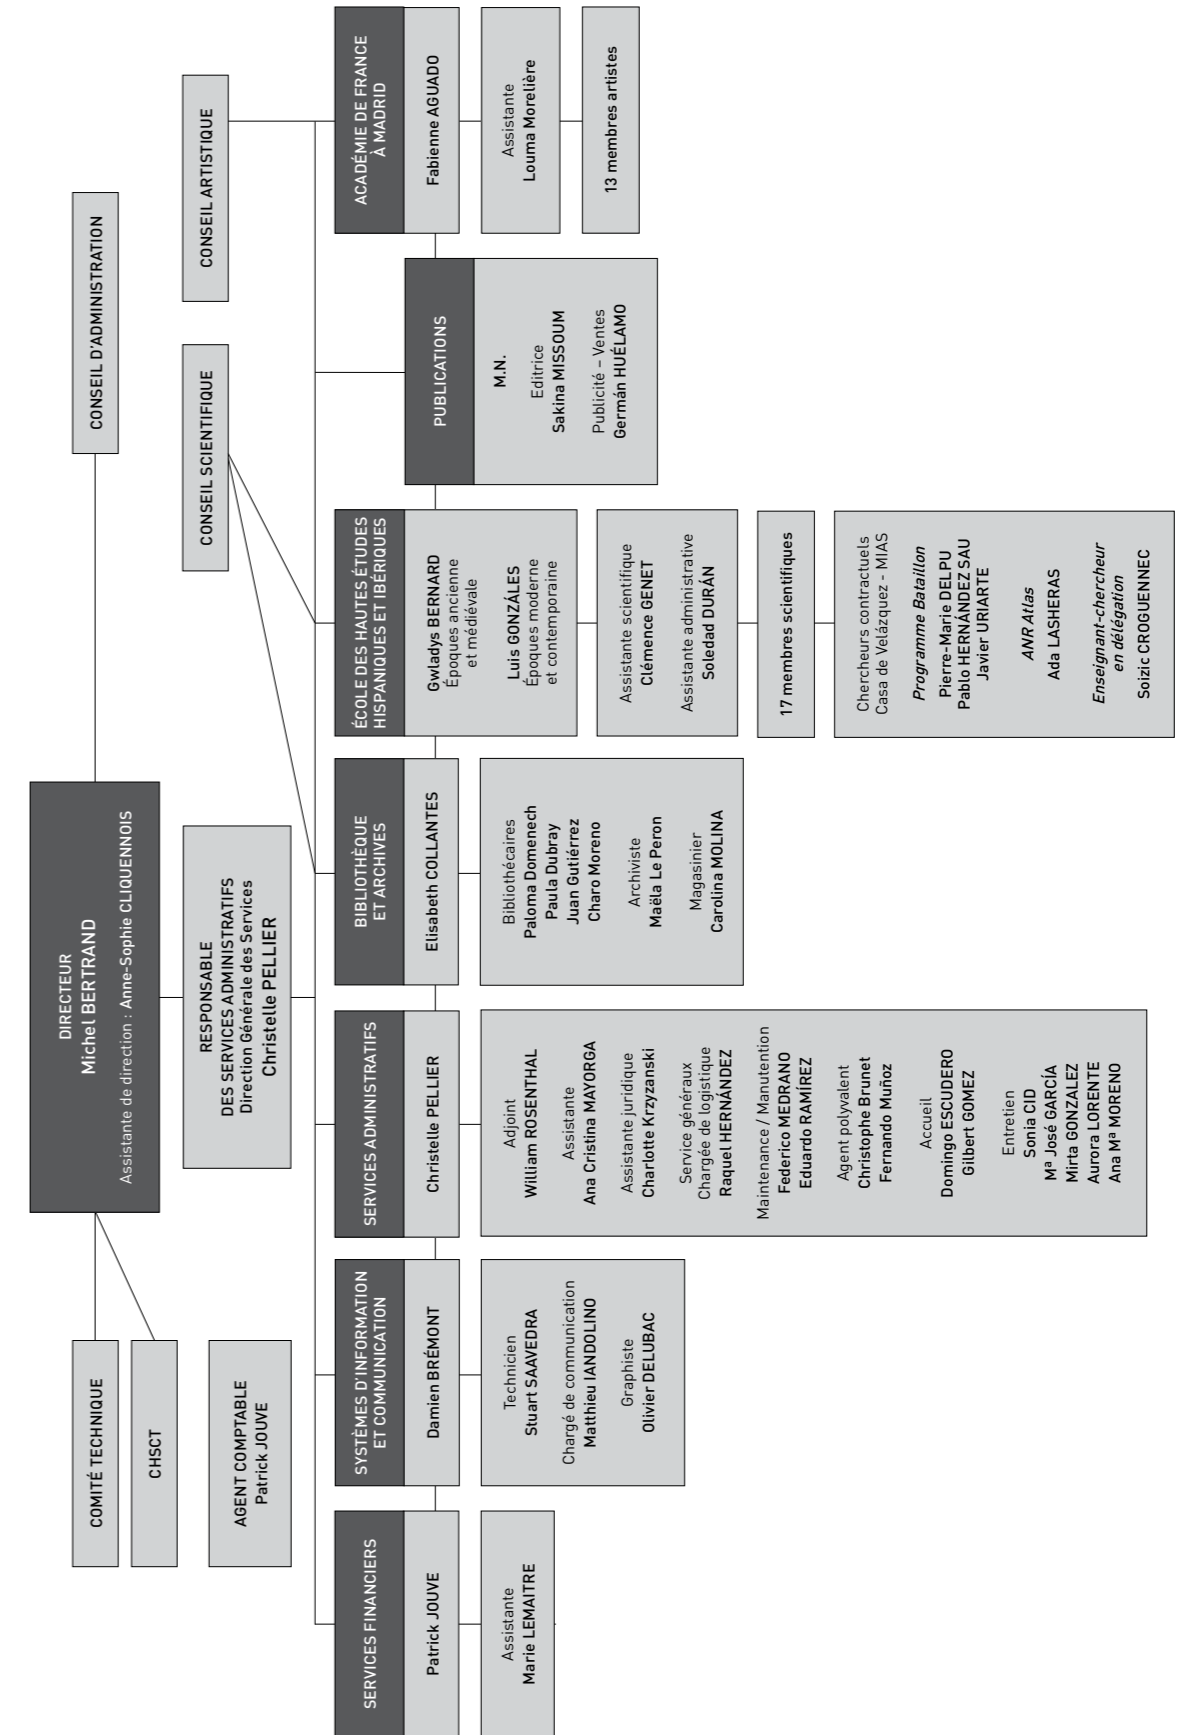 DIRECTEUR
Michel BERTRAND
Assistante de direction : Anne-Sophie CLIQUENNOIS
CONSEIL D'ADMINISTRATION
COMITÉ TECHNIQUE
CHSCT
AGENT COMPTABLE
Patrick JOUVE
RESPONSABLE
DES SERVICES ADMINISTRATIFS
Direction Générale des Services
Christelle PELLIER
CONSEIL SCIENTIFIQUE
CONSEIL ARTISTIQUE
SERVICES FINANCIERS
Patrick JOUVE
Assistante
Marie LEMAITRE
SYSTÈMES D'INFORMATION
ET COMMUNICATION
Damien BRÉMONT
Technicien
Stuart SAAVEDRA
Chargé de communication
Matthieu IANDOLINO
Graphiste
Olivier DELUBAC
SERVICES ADMINISTRATIFS
Christelle PELLIER
Adjoint
William ROSENTHAL
Assistante
Ana Cristina MAYORGA
Assistante juridique
Charlotte Krzyzanski
Service généraux
Chargée de logistique
Raquel HERNÁNDEZ
Maintenance / Manutention
Federico MEDRANO
Eduardo RAMÍREZ
Agent polyvalent
Christophe Brunet
Fernando Muñoz
Accueil
Domingo ESCUDERO
Gilbert GOMEZ
Entretien
Sonia CID
Mª José GARCÍA
Mirta GONZALEZ
Aurora LORENTE
Ana Mª MORENO
BIBLIOTHÈQUE
ET ARCHIVES
Elisabeth COLLANTES
Bibliothécaires
Paloma Domenech
Paula Dubray
Juan Gutiérrez
Charo Moreno
Archiviste
Maëla Le Peron
Magasinier
Carolina MOLINA
ÉCOLE DES HAUTES ÉTUDES
HISPANIQUES ET IBÉRIQUES
Gwladys BERNARD
Époques ancienne
et médiévale
Luis GONZÁLES
Époques moderne
et contemporaine
Assistante scientifique
Clémence GENET
Assistante administrative
Soledad DURÁN
17 membres scientifiques
Chercheurs contractuels
Casa de Velázquez - MIAS
Programme Bataillon
Pierre-Marie DELPU
Pablo HERNÁNDEZ SAU
Javier URIARTE
ANR Atlas
Ada LASHERAS
Enseignant-chercheur
en délégation
Soizic CROGUENNEC
PUBLICATIONS
M.N.
Editrice
Sakina MISSOUM
Publicité – Ventes
Germán HUÉLAMO
ACADÉMIE DE FRANCE
À MADRID
Fabienne AGUADO
Assistante
Louma Morelière
13 membres artistes